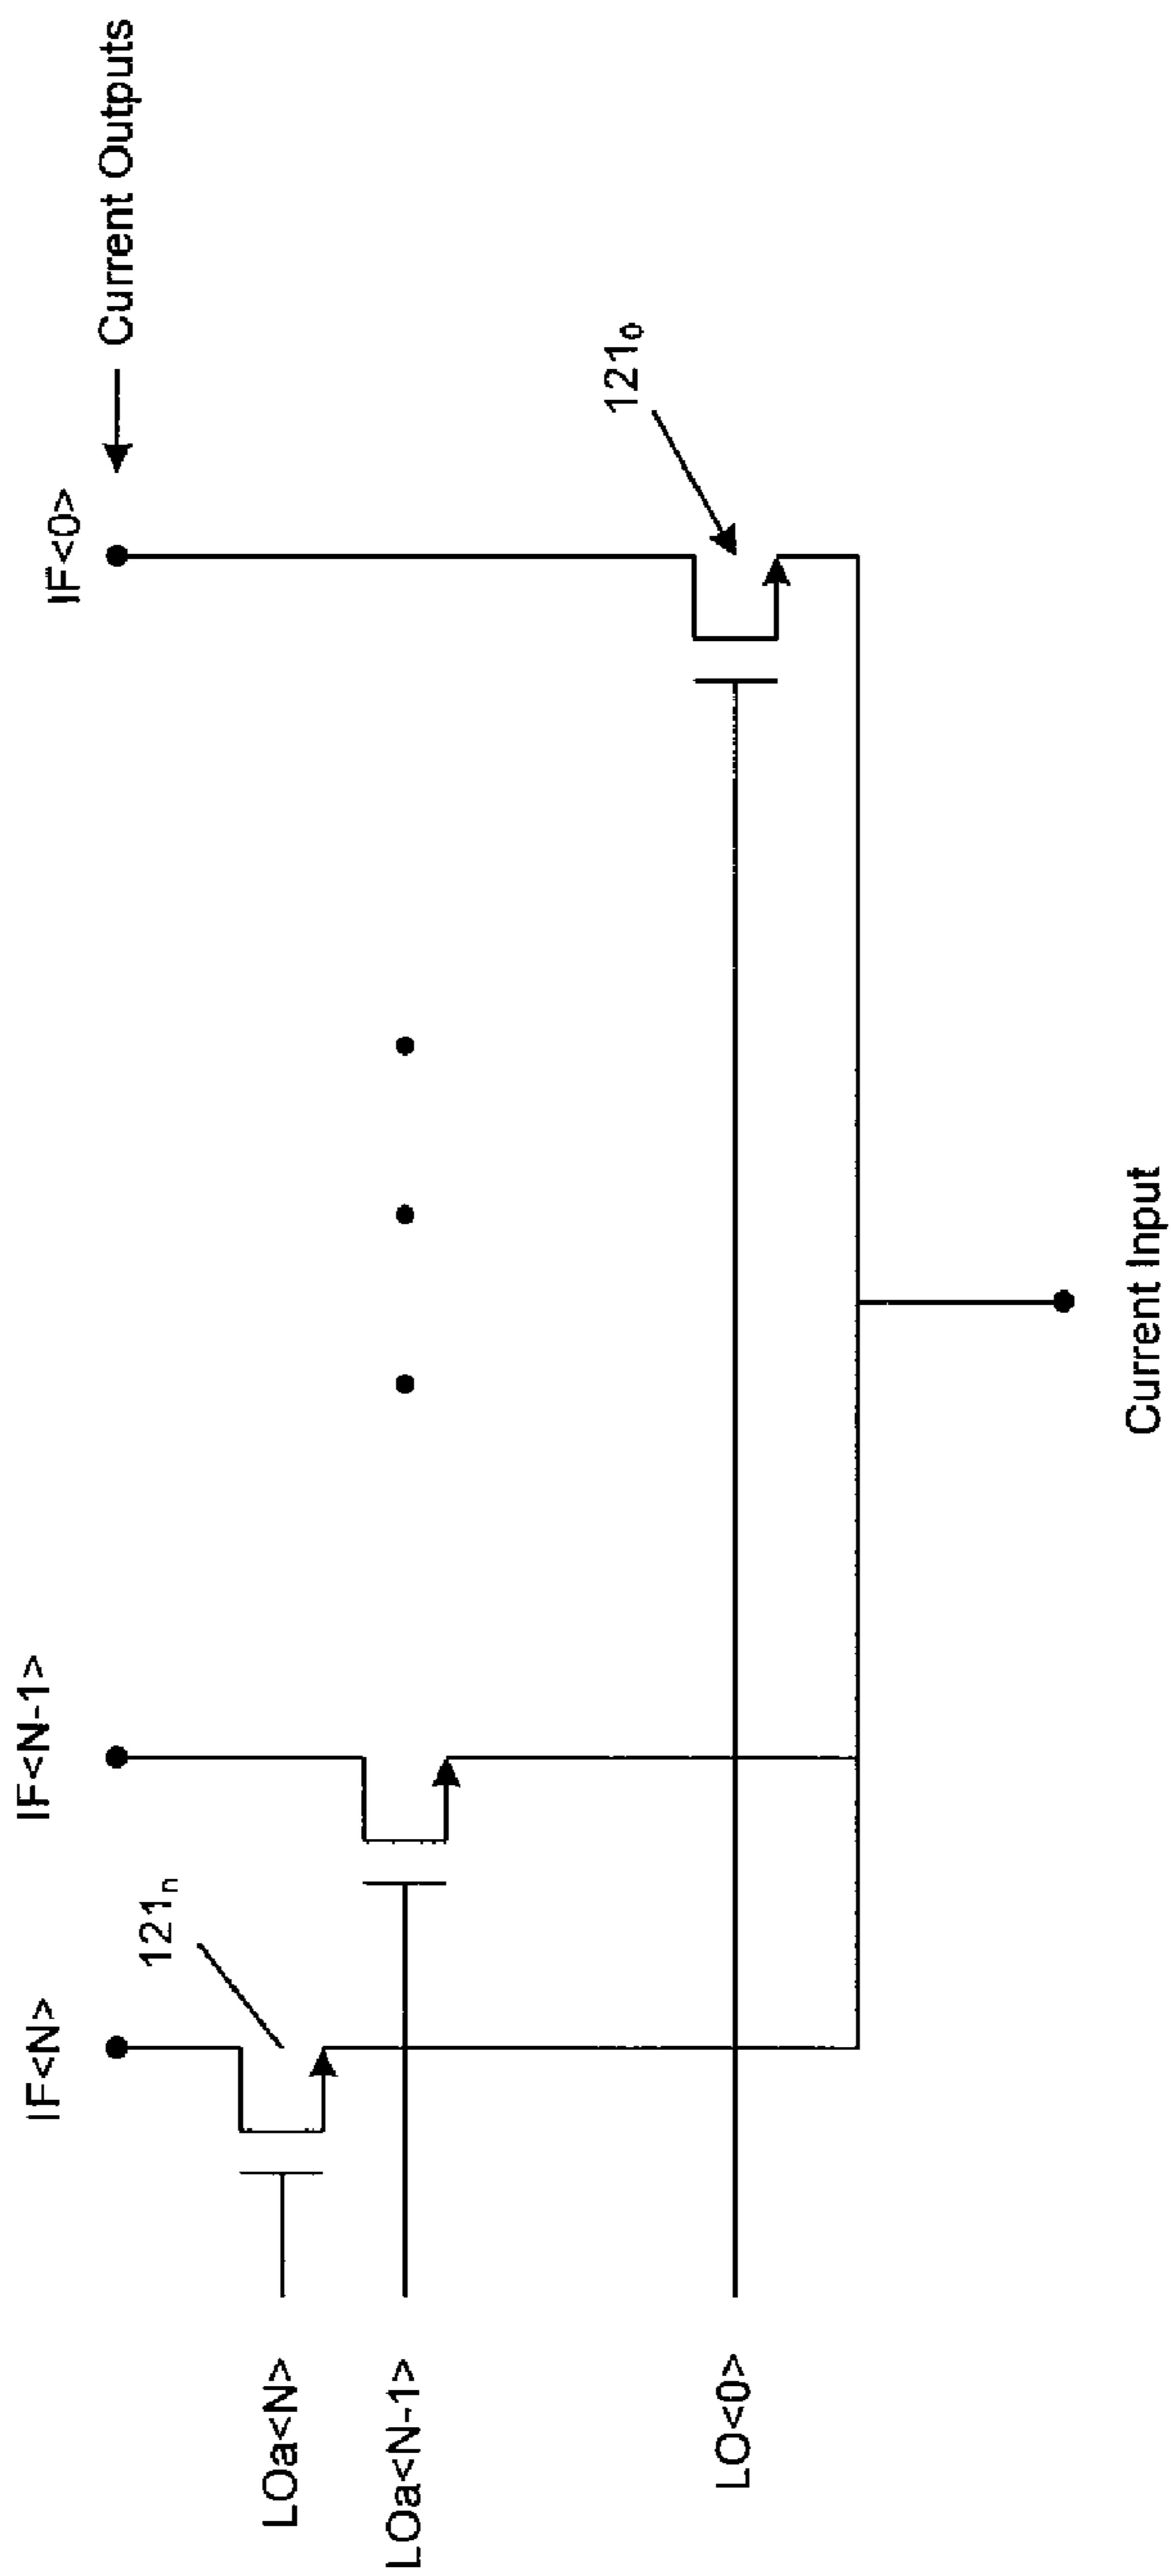 IF<N>
IF<N-1>
IF<0>
Current Outputs
121n
1210
LOa<N>
LOa<N-1>
LO<0>
Current Input